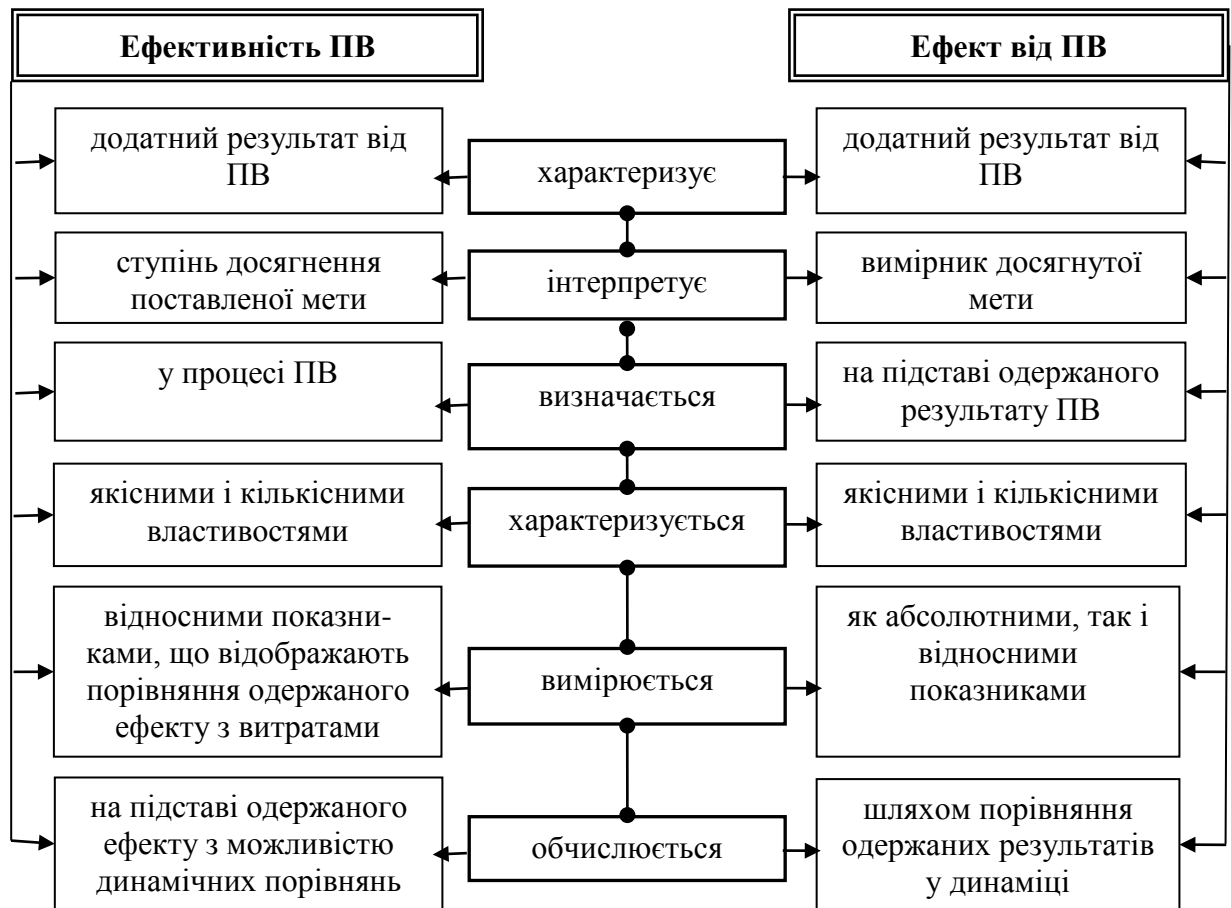 Ефективність ПВ
Ефект від ПВ
додатний результат від
ПВ
характеризує
додатний результат від
ПВ
ступінь досягнення
поставленої мети
інтерпретує
вимірник досягнутої
мети
у процесі ПВ
визначається
на підставі одержаного
результату ПВ
якісними і кількісними
властивостями
характеризується
якісними і кількісними
властивостями
відносними показни-
ками, що відображають
порівняння одержаного
ефекту з витратами
вимірюється
як абсолютними, так і
відносними
показниками
на підставі одержаного
ефекту з можливістю
динамічних порівнянь
обчислюється
шляхом порівняння
одержаних результатів
у динаміці